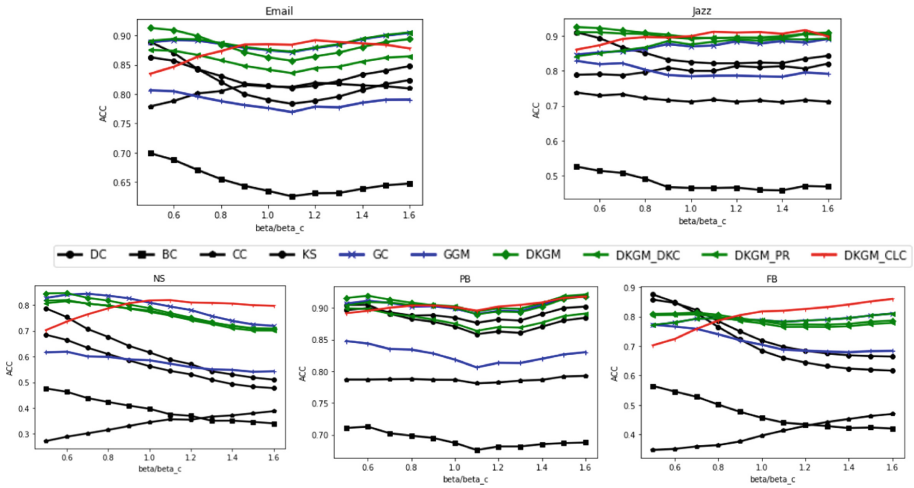 Email
ACC
0.90
0.85
0.80
0.75
0.70
0.65
0.6 0.8 1.0 1.2 1.4 1.6
beta/beta_c
Jazz
ACC
0.9
0.8
0.7
0.6
0.5
0.6 0.8 1.0 1.2 1.4 1.6
beta/beta_c
DC BC CC KS GC GGM DKGM DKGM_DKC DKGM_PR DKGM_CLC
NS
ACC
0.8
0.7
0.6
0.5
0.4
0.3
0.6 0.8 1.0 1.2 1.4 1.6
beta/beta_c
PB
ACC
0.90
0.85
0.80
0.75
0.70
0.6 0.8 1.0 1.2 1.4 1.6
beta/beta_c
FB
ACC
0.9
0.8
0.7
0.6
0.5
0.4
0.6 0.8 1.0 1.2 1.4 1.6
beta/beta_c